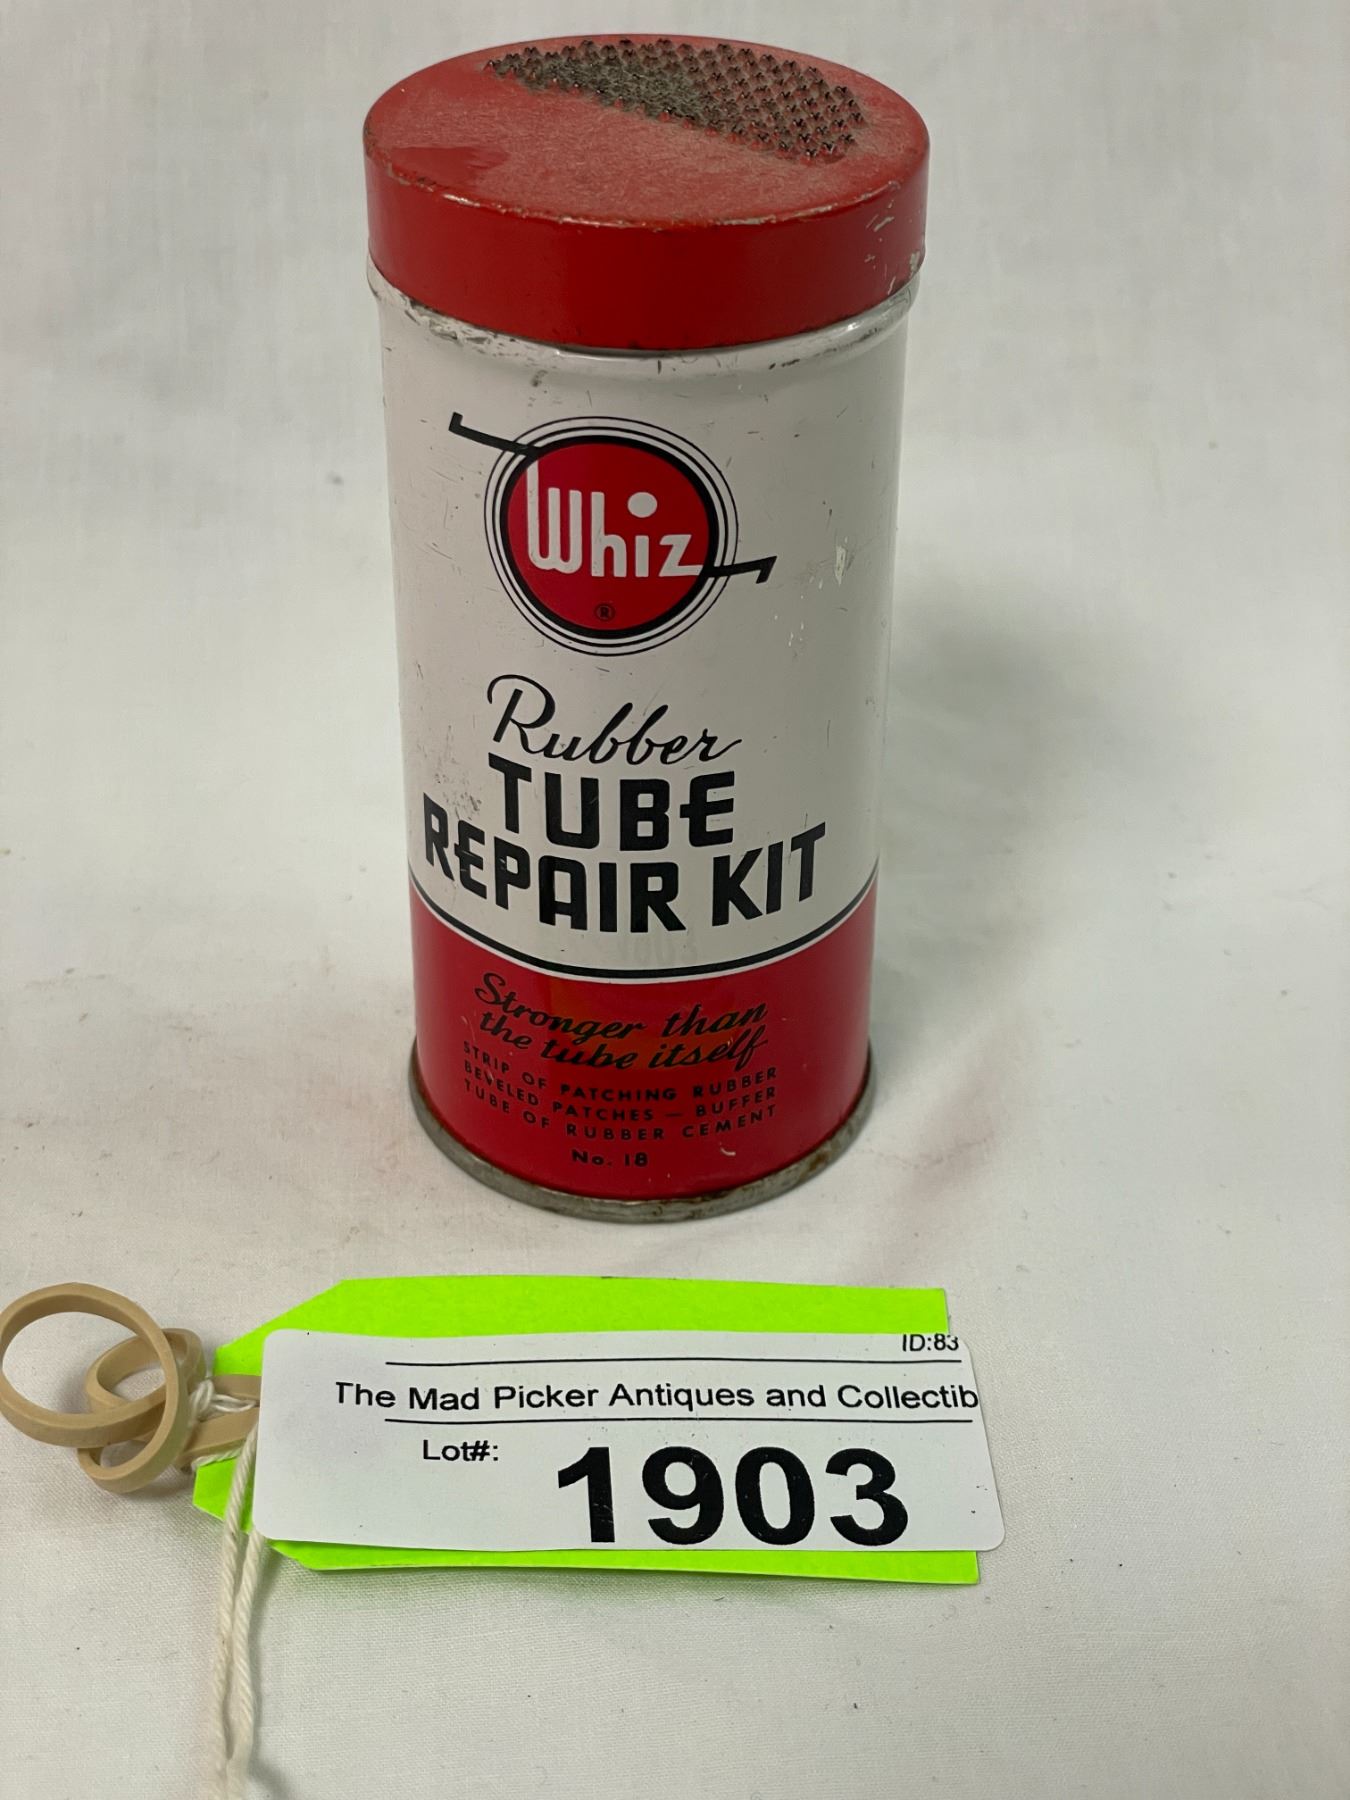 Whiz
®
Rubber
TUBE
REPAIR KIT
Stronger than
the tube itself
STRIP OF PATCHING RUBBER
BEVELED PATCHES — BUFFER
TUBE OF RUBBER CEMENT
No. 18
ID:83
The Mad Picker Antiques and Collectib
Lot#:
1903